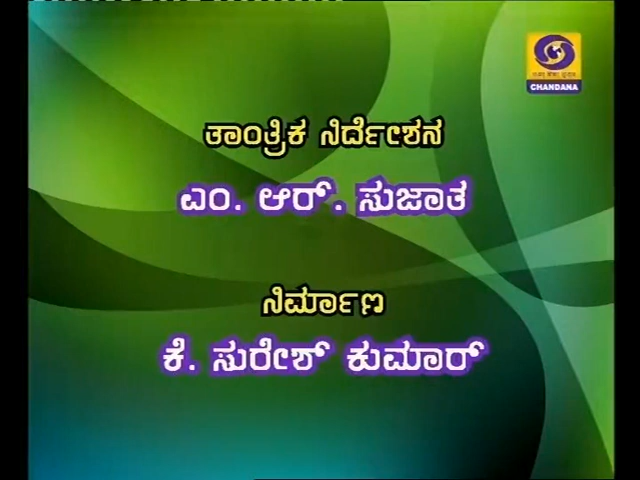 CHANDANA
ತಾಂತ್ರಿಕ ನಿರ್ದೇಶನ
ಎಂ. ಆರ್. ಸುಜಾತ
ನಿರ್ಮಾಣ
ಕೆ. ಸುರೇಶ್ ಕುಮಾರ್